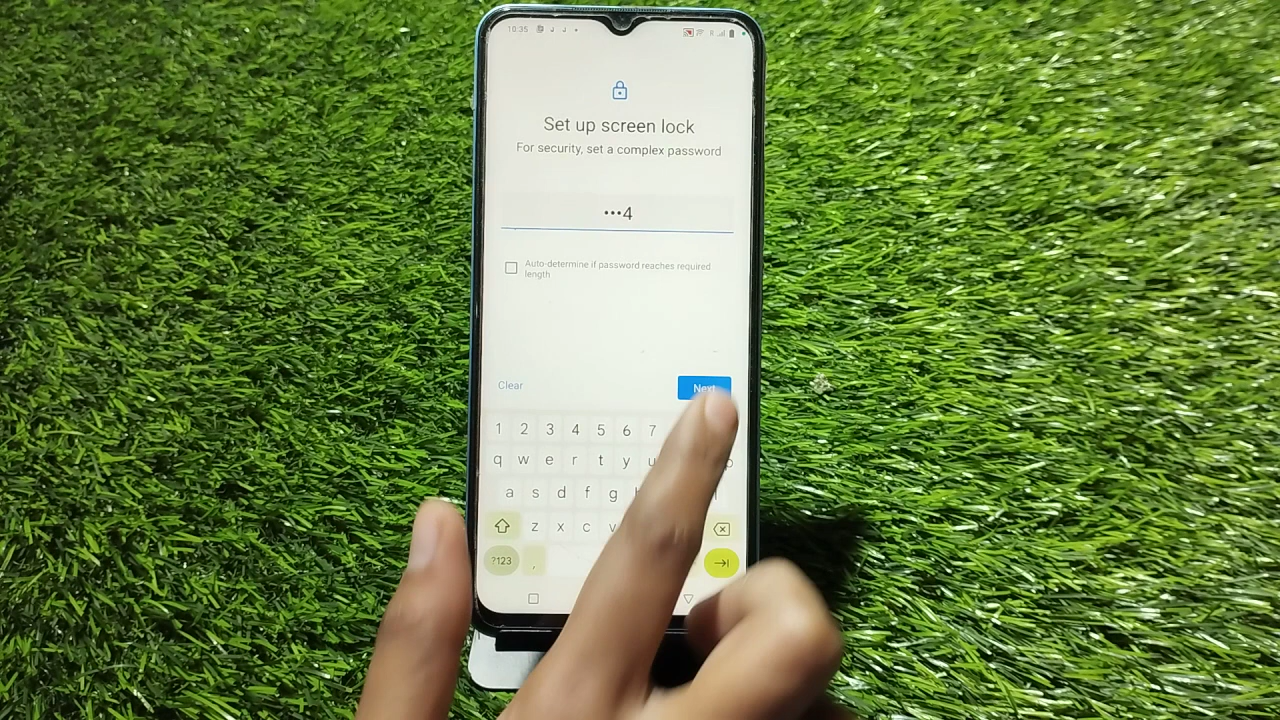 10:35
Set up screen lock
For security, set a complex password
•••4
Auto-determine if password reaches required
length
Clear
Next
1 2 3 4 5 6 7
q w e r t y u p
a s d f g
z x c v
?123 ,